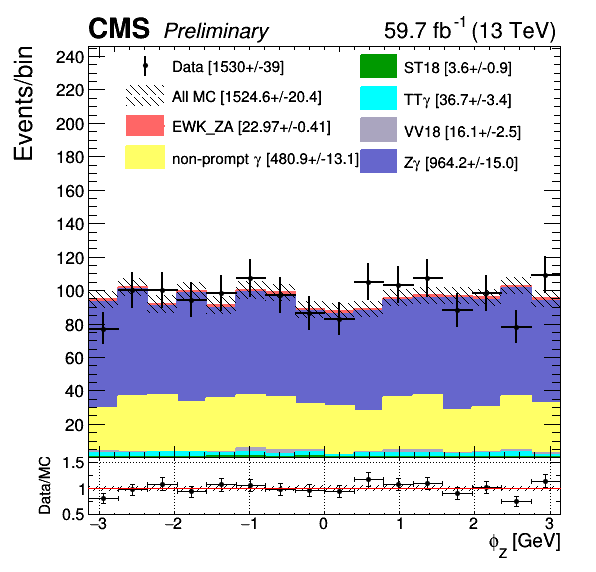 CMS Preliminary 59.7 fb⁻¹ (13 TeV)
Events/bin
Data [1530+/-39]
All MC [1524.6+/-20.4]
EWK_ZA [22.97+/-0.41]
non-prompt γ [480.9+/-13.1]
ST18 [3.6+/-0.9]
TTγ [36.7+/-3.4]
VV18 [16.1+/-2.5]
Zγ [964.2+/-15.0]
240
220
200
180
160
140
120
100
80
60
40
20
Data/MC
1.5
1
0.5
−3 −2 −1 0 1 2 3
ϕ_Z [GeV]